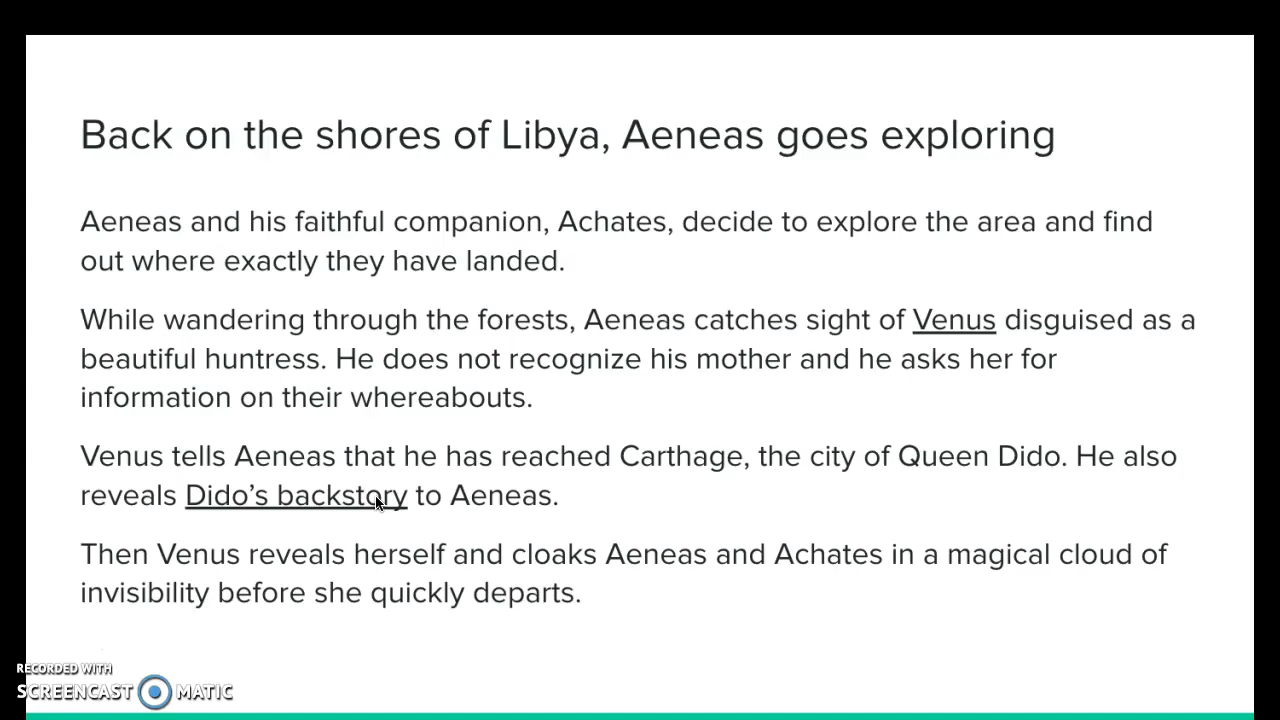 Back on the shores of Libya, Aeneas goes exploring
Aeneas and his faithful companion, Achates, decide to explore the area and find
out where exactly they have landed.
While wandering through the forests, Aeneas catches sight of Venus disguised as a
beautiful huntress. He does not recognize his mother and he asks her for
information on their whereabouts.
Venus tells Aeneas that he has reached Carthage, the city of Queen Dido. He also
reveals Dido’s backstory to Aeneas.
Then Venus reveals herself and cloaks Aeneas and Achates in a magical cloud of
invisibility before she quickly departs.
RECORDED WITH
SCREENCAST MATIC